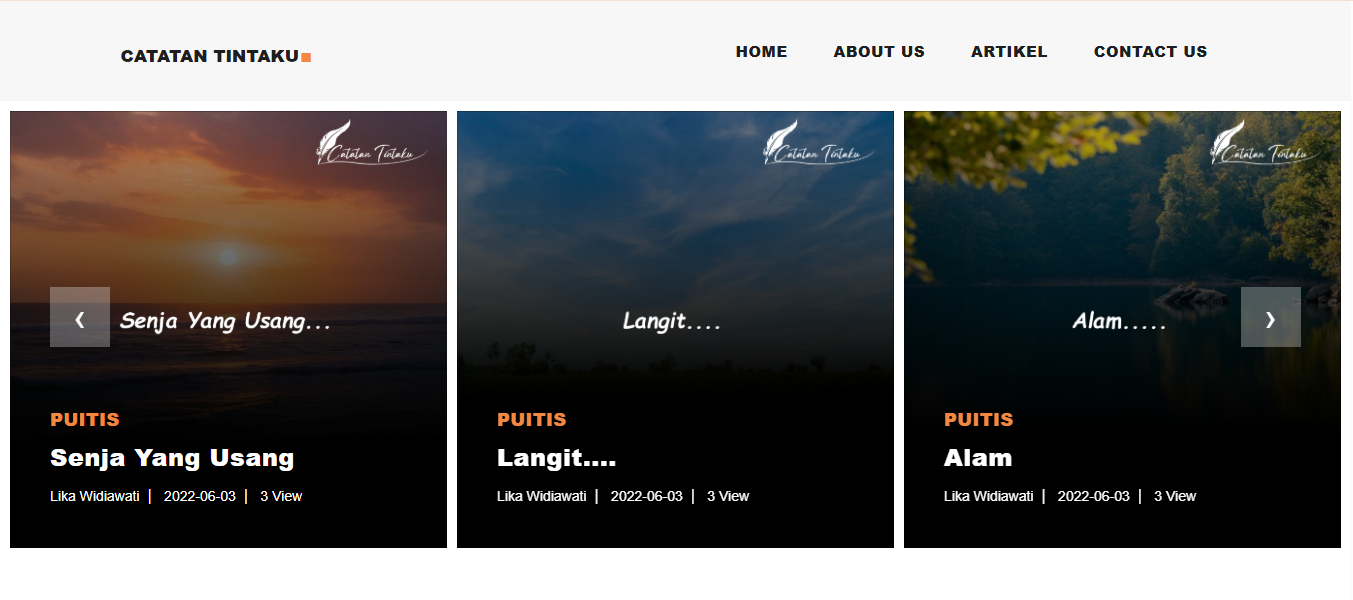 CATATAN TINTAKU
HOME ABOUT US ARTIKEL CONTACT US
Catatan Tintaku
Senja Yang Usang...
PUITIS
Senja Yang Usang
Lika Widiawati | 2022-06-03 | 3 View
Catatan Tintaku
Langit....
PUITIS
Langit....
Lika Widiawati | 2022-06-03 | 3 View
Catatan Tintaku
Alam.....
PUITIS
Alam
Lika Widiawati | 2022-06-03 | 3 View